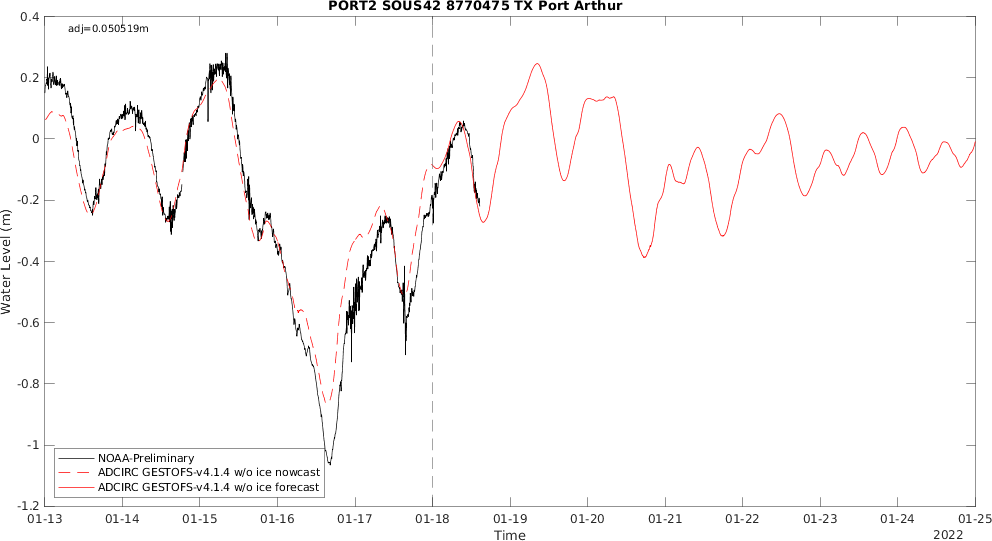 PORT2 SOUS42 8770475 TX Port Arthur
adj=0.050519m
0.4
0.2
0
-0.2
-0.4
-0.6
-0.8
-1
-1.2
Water Level (m)
NOAA-Preliminary
ADCIRC GESTOFS-v4.1.4 w/o ice nowcast
ADCIRC GESTOFS-v4.1.4 w/o ice forecast
01-13 01-14 01-15 01-16 01-17 01-18 01-19 01-20 01-21 01-22 01-23 01-24 01-25
Time
2022